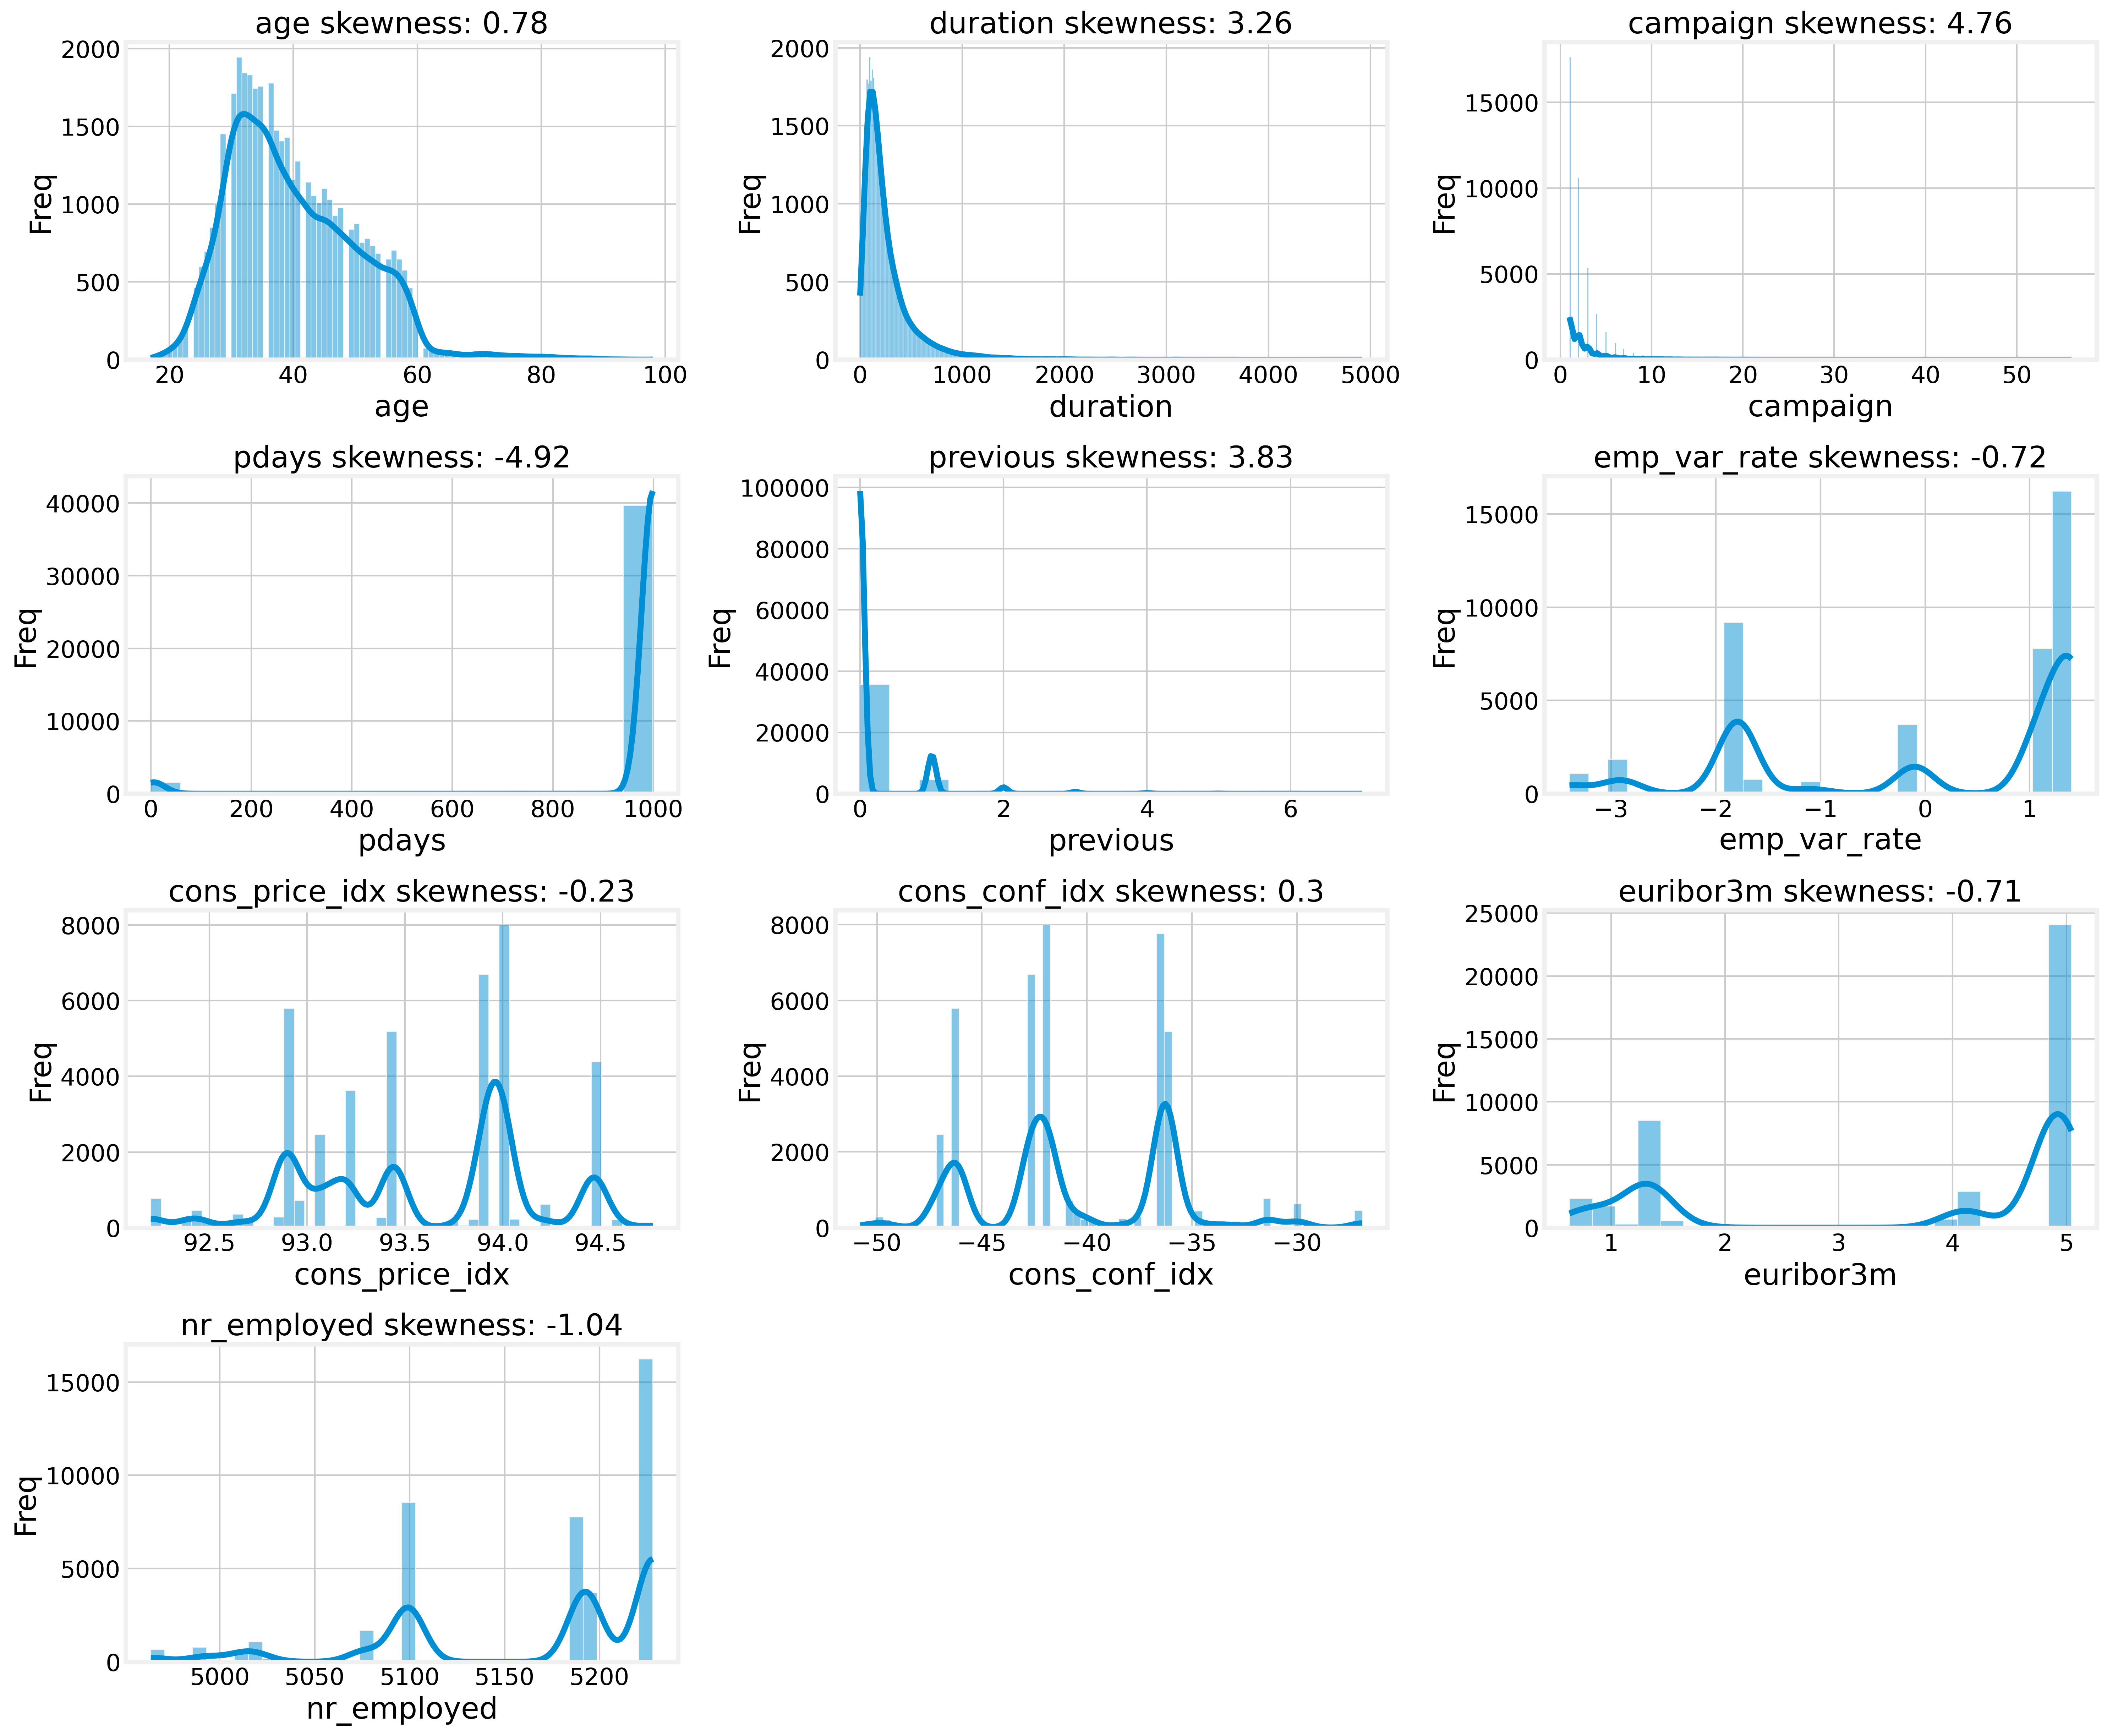 age skewness: 0.78
2000
1500
1000
500
0
Freq
20 40 60 80 100
age
duration skewness: 3.26
2000
1500
1000
500
0
Freq
0 1000 2000 3000 4000 5000
duration
campaign skewness: 4.76
15000
10000
5000
0
Freq
0 10 20 30 40 50
campaign
pdays skewness: -4.92
40000
30000
20000
10000
0
Freq
0 200 400 600 800 1000
pdays
previous skewness: 3.83
100000
80000
60000
40000
20000
0
Freq
0 2 4 6
previous
emp_var_rate skewness: -0.72
15000
10000
5000
0
Freq
−3 −2 −1 0 1
emp_var_rate
cons_price_idx skewness: -0.23
8000
6000
4000
2000
0
Freq
92.5 93.0 93.5 94.0 94.5
cons_price_idx
cons_conf_idx skewness: 0.3
8000
6000
4000
2000
0
Freq
−50 −45 −40 −35 −30
cons_conf_idx
euribor3m skewness: -0.71
25000
20000
15000
10000
5000
0
Freq
1 2 3 4 5
euribor3m
nr_employed skewness: -1.04
15000
10000
5000
0
Freq
5000 5050 5100 5150 5200
nr_employed